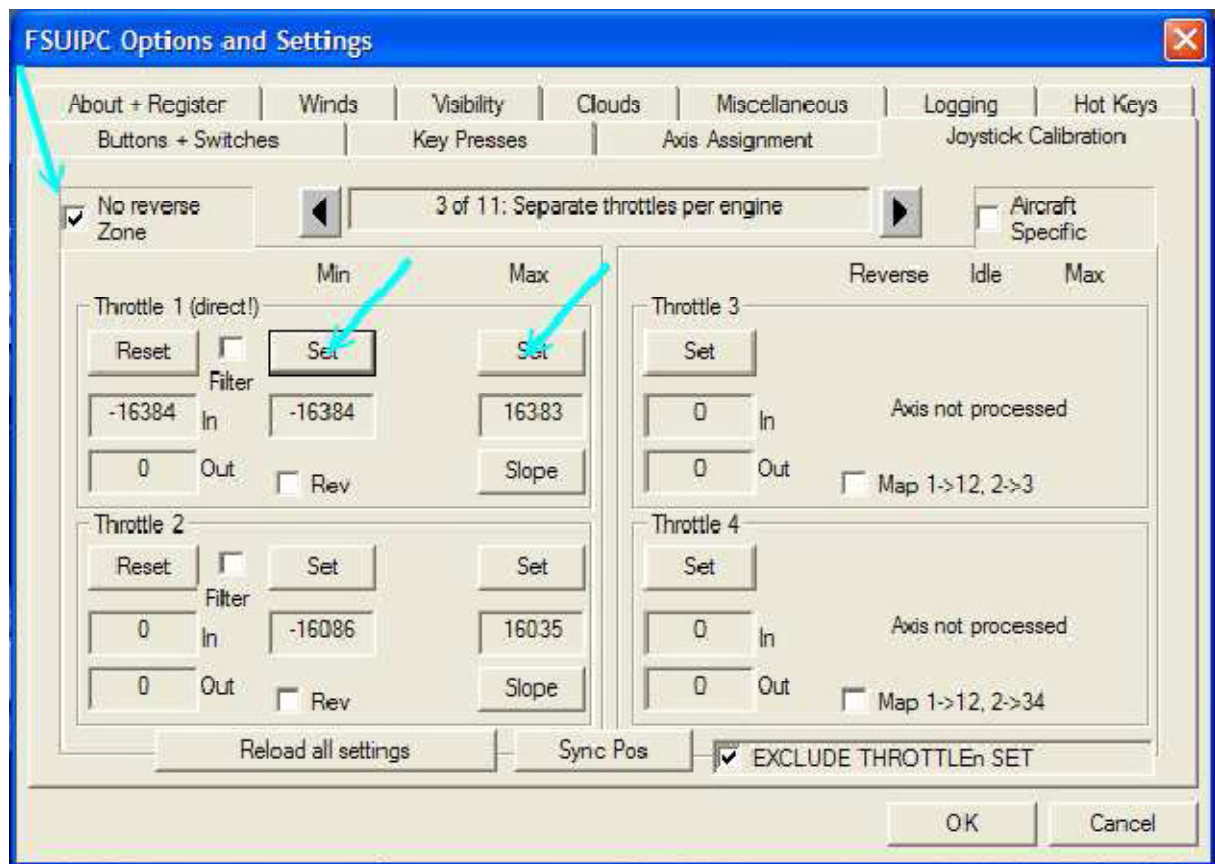 FSUIPC Options and Settings
About + Register Winds Visibility Clouds Miscellaneous Logging Hot Keys
Buttons + Switches Key Presses Axis Assignment Joystick Calibration
No reverse
Zone
3 of 11: Separate throttles per engine
Aircraft
Specific
Min Max
Reverse Idle Max
Throttle 1 (direct!)
Reset Set Set
Filter
-16384 In -16384 16383
0 Out Rev Slope
Throttle 2
Reset Set Set
Filter
0 In -16086 16035
0 Out Rev Slope
Throttle 3
Set
0 In Axis not processed
0 Out Map 1->12, 2->3
Throttle 4
Set
0 In Axis not processed
0 Out Map 1->12, 2->34
Reload all settings Sync Pos EXCLUDE THROTTLEn SET
OK Cancel